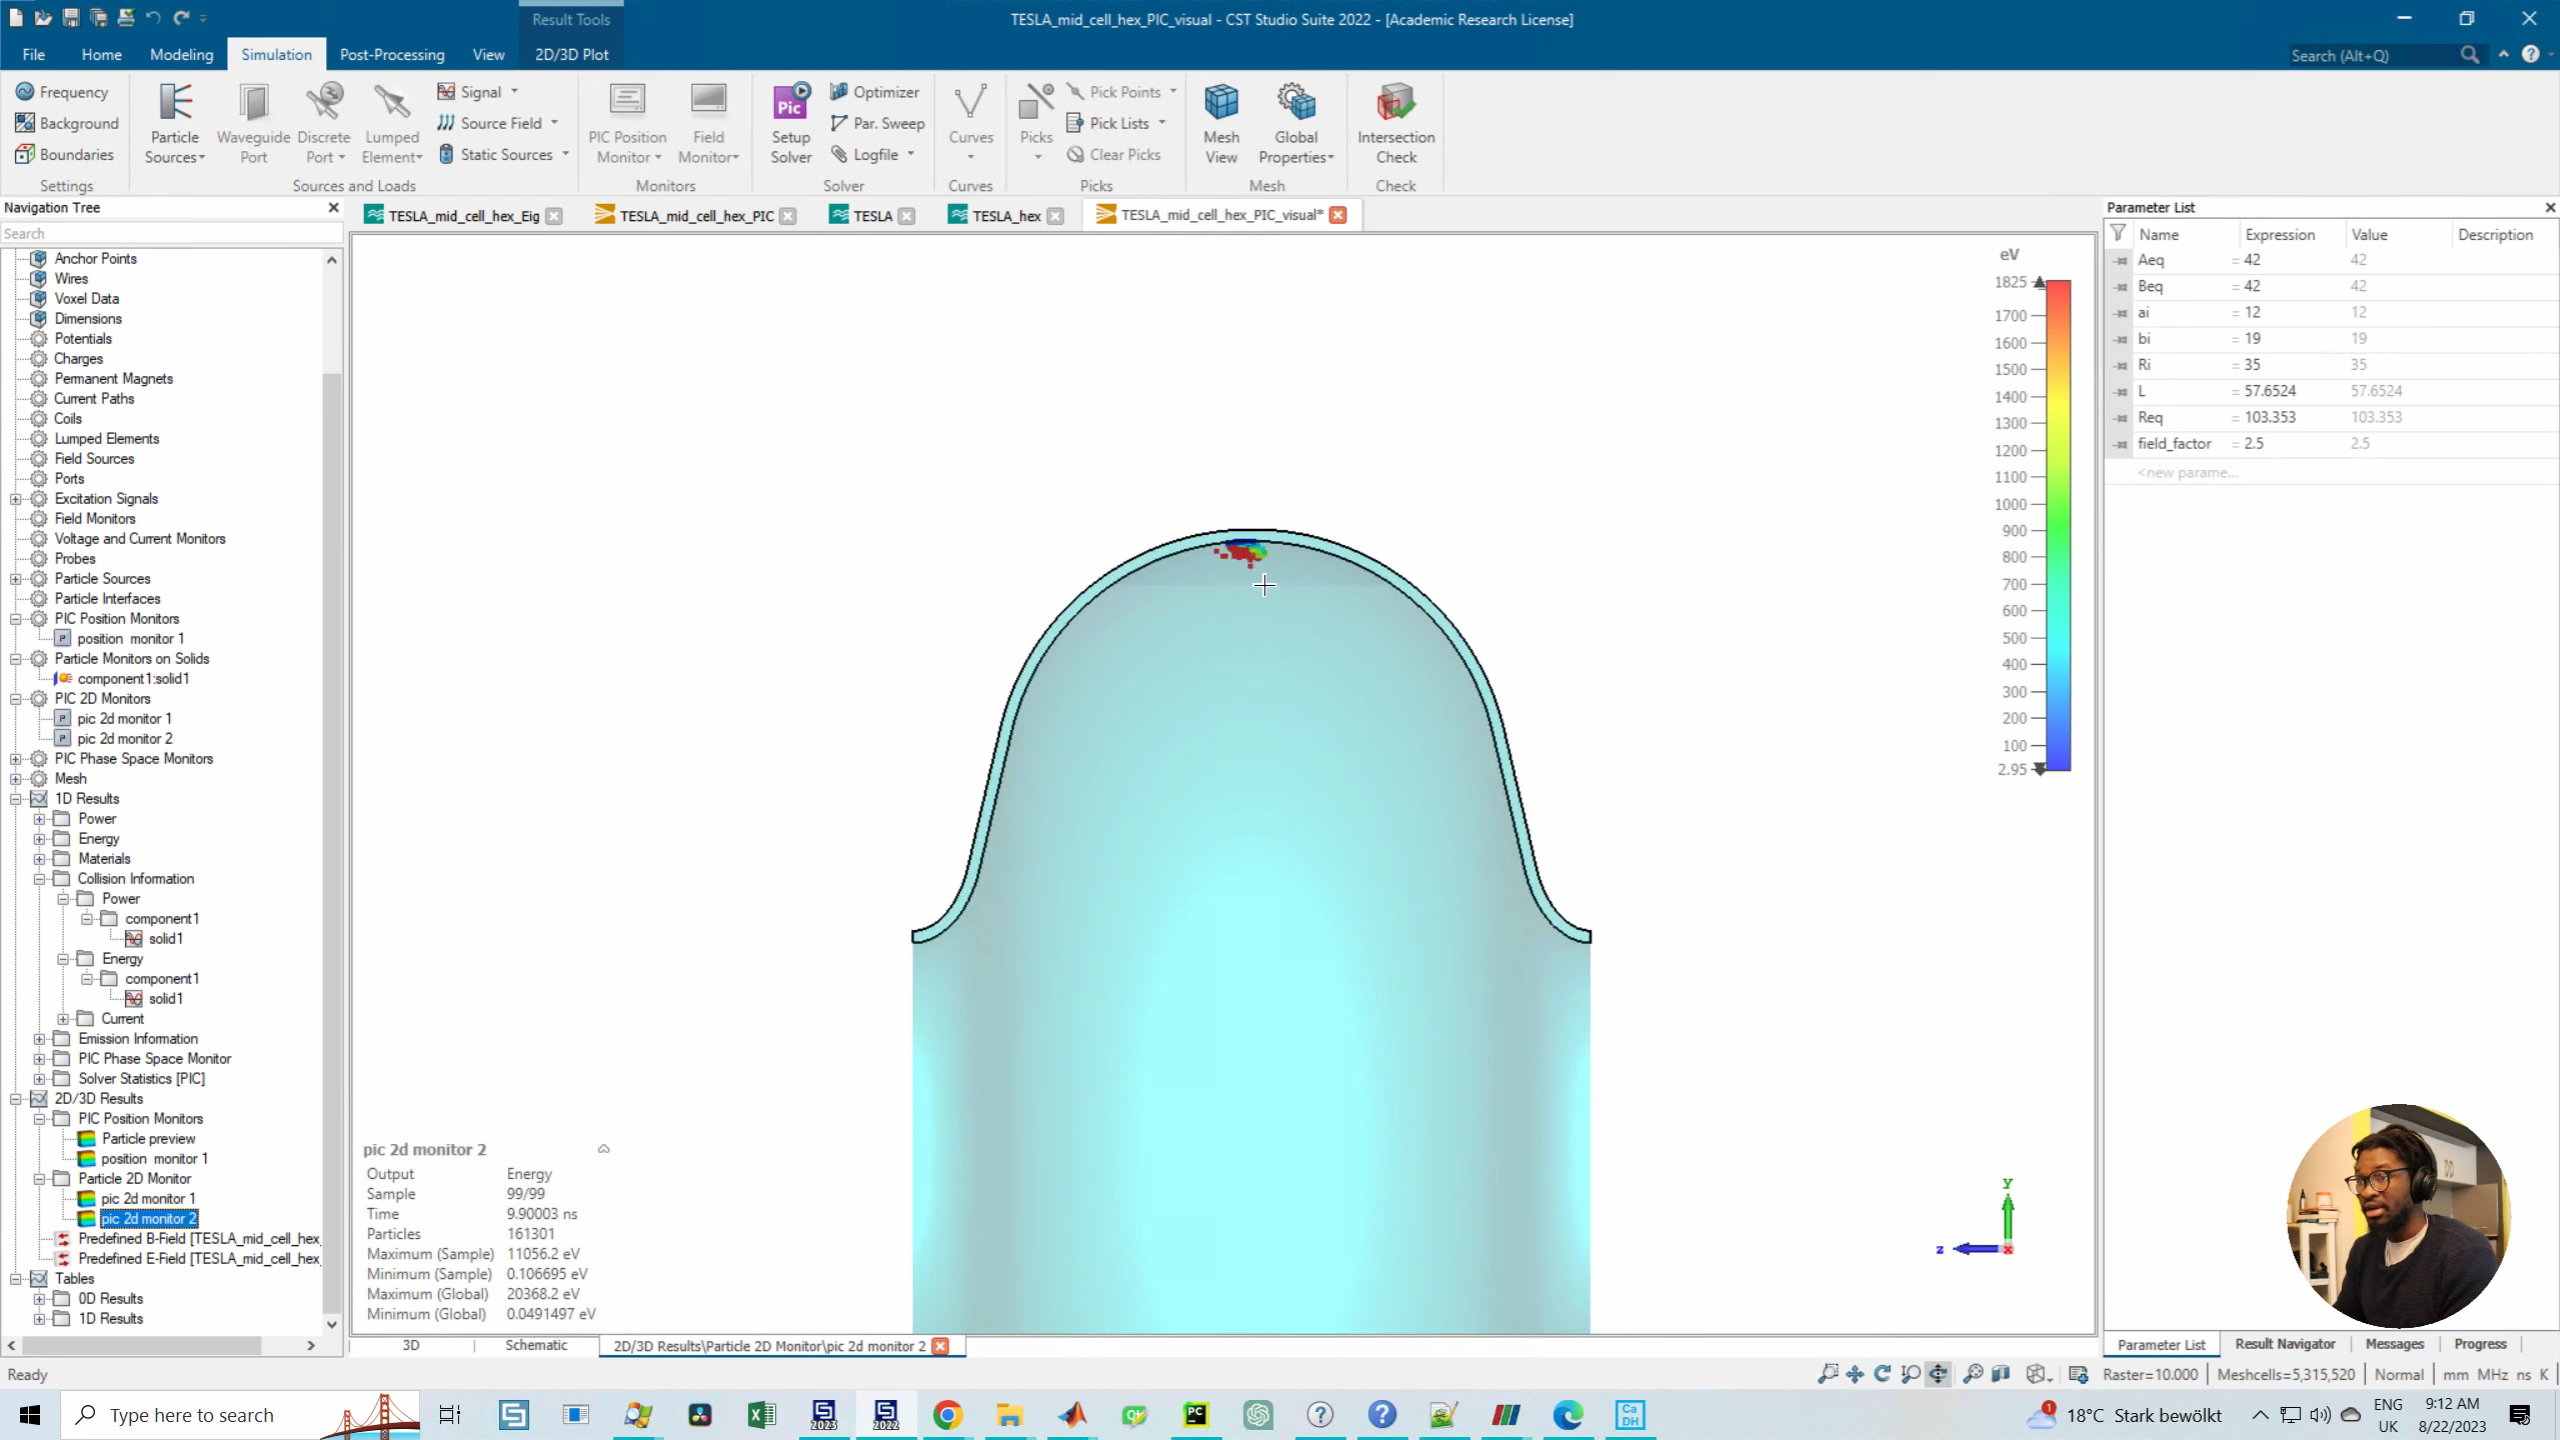 Result Tools
TESLA_mid_cell_hex_PIC_visual - CST Studio Suite 2022 - [Academic Research License]
File Home Modeling Simulation Post-Processing View 2D/3D Plot
Search (Alt+Q)
Frequency
Background
Boundaries
Settings
Particle Sources
Waveguide Port
Discrete Port
Lumped Element
Signal
Source Field
Static Sources
Sources and Loads
PIC Position Monitor
Field Monitor
Monitors
Pic
Setup Solver
Optimizer
Par. Sweep
Logfile
Solver
Curves
Curves
Picks
Pick Points
Pick Lists
Clear Picks
Picks
Mesh View
Global Properties
Mesh
Intersection Check
Check
Navigation Tree
Search
Anchor Points
Wires
Voxel Data
Dimensions
Potentials
Charges
Permanent Magnets
Current Paths
Coils
Lumped Elements
Field Sources
Ports
Excitation Signals
Field Monitors
Voltage and Current Monitors
Probes
Particle Sources
Particle Interfaces
PIC Position Monitors
position monitor 1
Particle Monitors on Solids
component1:solid1
PIC 2D Monitors
pic 2d monitor 1
pic 2d monitor 2
PIC Phase Space Monitors
Mesh
1D Results
Power
Energy
Materials
Collision Information
Power
component1
solid1
Energy
component1
solid1
Current
Emission Information
PIC Phase Space Monitor
Solver Statistics [PIC]
2D/3D Results
PIC Position Monitors
Particle preview
position monitor 1
Particle 2D Monitor
pic 2d monitor 1
pic 2d monitor 2
Predefined B-Field [TESLA_mid_cell_hex_
Predefined E-Field [TESLA_mid_cell_hex_
Tables
0D Results
1D Results
TESLA_mid_cell_hex_Eig
TESLA_mid_cell_hex_PIC
TESLA
TESLA_hex
TESLA_mid_cell_hex_PIC_visual*
eV
1825
1700
1600
1500
1400
1300
1200
1100
1000
900
800
700
600
500
400
300
200
100
2.95
pic 2d monitor 2
Output Energy
Sample 99/99
Time 9.90003 ns
Particles 161301
Maximum (Sample) 11056.2 eV
Minimum (Sample) 0.106695 eV
Maximum (Global) 20368.2 eV
Minimum (Global) 0.0491497 eV
y
z
x
3D
Schematic
2D/3D Results\Particle 2D Monitor\pic 2d monitor 2
Parameter List
Name Expression Value Description
Aeq = 42 42
Beq = 42 42
ai = 12 12
bi = 19 19
Ri = 35 35
L = 57.6524 57.6524
Req = 103.353 103.353
field_factor = 2.5 2.5
<new parame...
Parameter List Result Navigator Messages Progress
Ready
Raster=10.000 Meshcells=5,315,520 Normal mm MHz ns K
Type here to search
2023
2022
PC
Ca DH
1
18°C Stark bewölkt
ENG UK
9:12 AM
8/22/2023